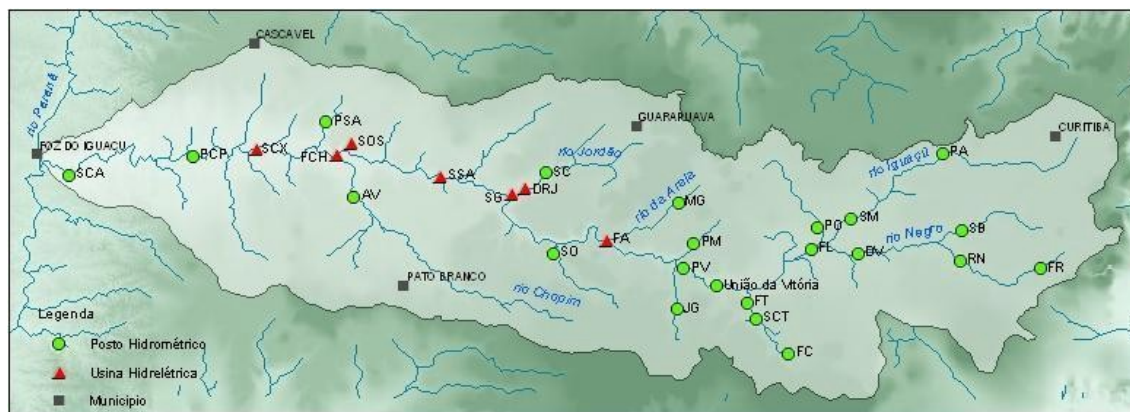 CASCAVEL
rio Paraná
FOZ DO IGUAÇU
SCA
BCP
SCX
PSA
FCH
SOS
AV
SSA
SC
rio Jordão
SG
DRJ
GUARAPUAVA
CURITIBA
PA
rio Iguaçú
rio da Areia
MG
FA
SO
PM
PV
União da Vitória
JG
FT
SCT
FC
PO
SM
FL
DV
rio Negro
SB
RN
FR
PATO BRANCO
rio Chopim
Legenda
Posto Hidrométrico
Usina Hidrelétrica
Município